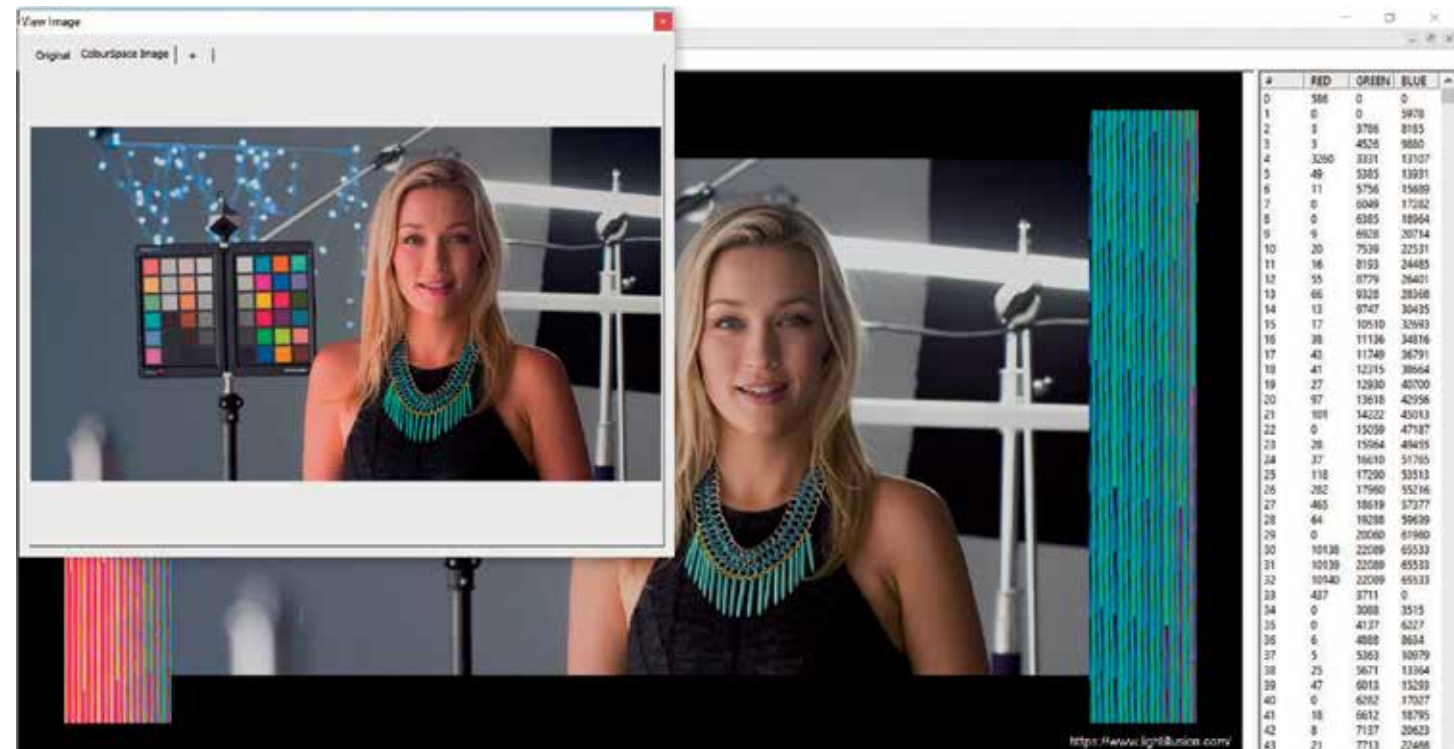 View Image
Original ColourSpace Image +
# RED GREEN BLUE
0 586 0 0
1 0 0 5978
2 3 3786 8185
3 3 4526 9880
4 3260 3331 13107
5 49 5385 13931
6 11 5756 15689
7 0 6049 17282
8 0 6385 18964
9 9 6928 20714
10 20 7539 22531
11 16 8193 24485
12 55 8779 26401
13 66 9328 28368
14 13 9747 30435
15 17 10510 32693
16 38 11136 34816
17 43 11749 36791
18 41 12315 38664
19 27 12930 40700
20 97 13618 42956
21 101 14222 45013
22 0 15039 47187
23 28 15964 49455
24 37 16610 51765
25 118 17290 53513
26 282 17960 55216
27 465 18619 57377
28 64 19288 59639
29 0 20060 61960
30 10138 22089 65533
31 10139 22089 65533
32 10140 22089 65533
33 437 3711 0
34 0 3088 3515
35 0 4137 6227
36 6 4888 8634
37 5 5363 10979
38 25 5671 13364
39 47 6013 15293
40 0 6282 17027
41 18 6612 18795
42 8 7137 20623
43 21 7713 22466
https://www.lightillusion.com/